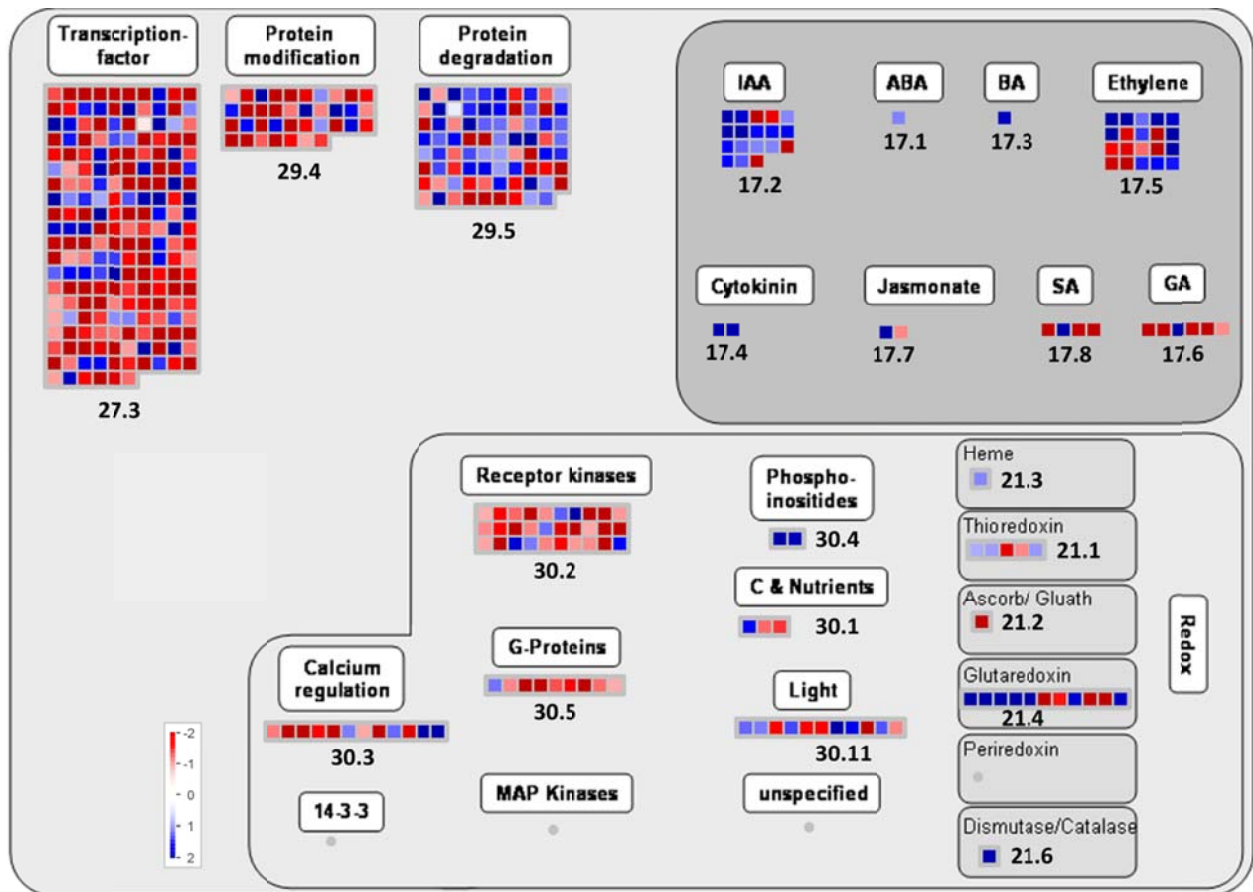 Transcription-
factor
27.3
Protein
modification
29.4
Protein
degradation
29.5
IAA
17.2
ABA
17.1
BA
17.3
Ethylene
17.5
Cytokinin
17.4
Jasmonate
17.7
SA
17.8
GA
17.6
Receptor kinases
30.2
Phospho-
inositides
30.4
C & Nutrients
30.1
G-Proteins
30.5
Calcium
regulation
30.3
Light
30.11
14-3-3
MAP Kinases
unspecified
Heme
21.3
Thioredoxin
21.1
Ascorb/ Gluath
21.2
Glutaredoxin
21.4
Periredoxin
Dismutase/Catalase
21.6
Redox
-2
-1
0
1
2